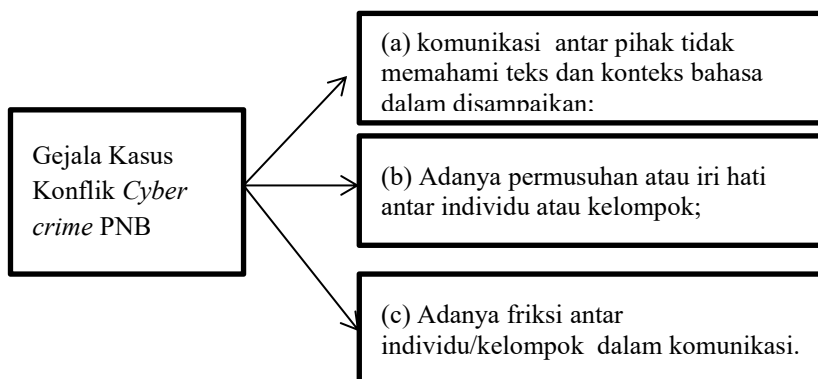 Gejala Kasus
Konflik Cyber
crime PNB
(a) komunikasi antar pihak tidak
memahami teks dan konteks bahasa
dalam disampaikan;
(b) Adanya permusuhan atau iri hati
antar individu atau kelompok;
(c) Adanya friksi antar
individu/kelompok dalam komunikasi.